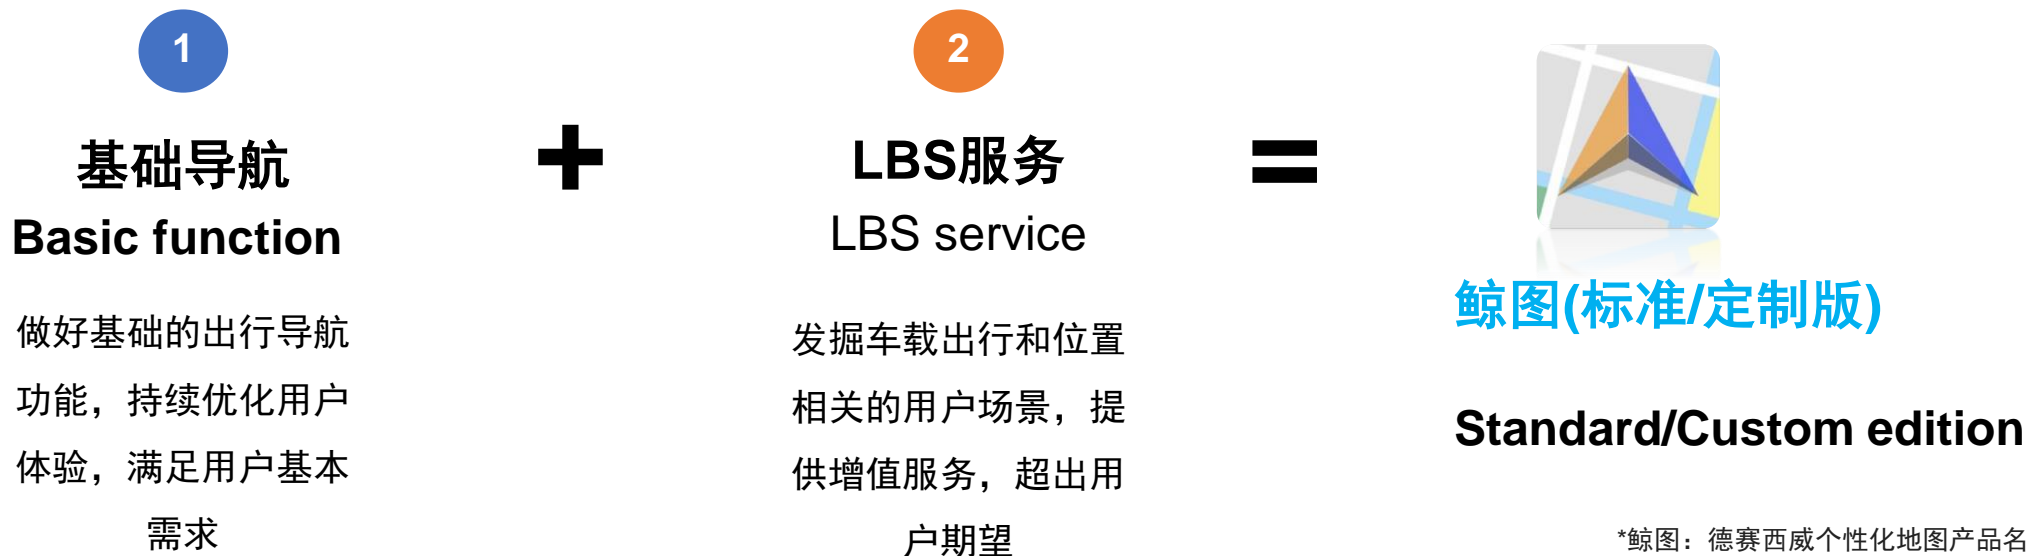 1
基础导航
Basic function
做好基础的出行导航
功能，持续优化用户
体验，满足用户基本
需求
+
2
LBS服务
LBS service
发掘车载出行和位置
相关的用户场景，提
供增值服务，超出用
户期望
=
鲸图(标准/定制版)
Standard/Custom edition
*鲸图：德赛西威个性化地图产品名